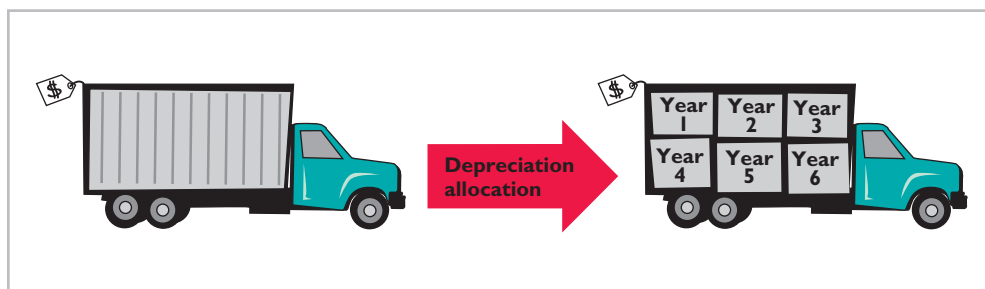 $
Depreciation
allocation
$
Year
1
Year
2
Year
3
Year
4
Year
5
Year
6